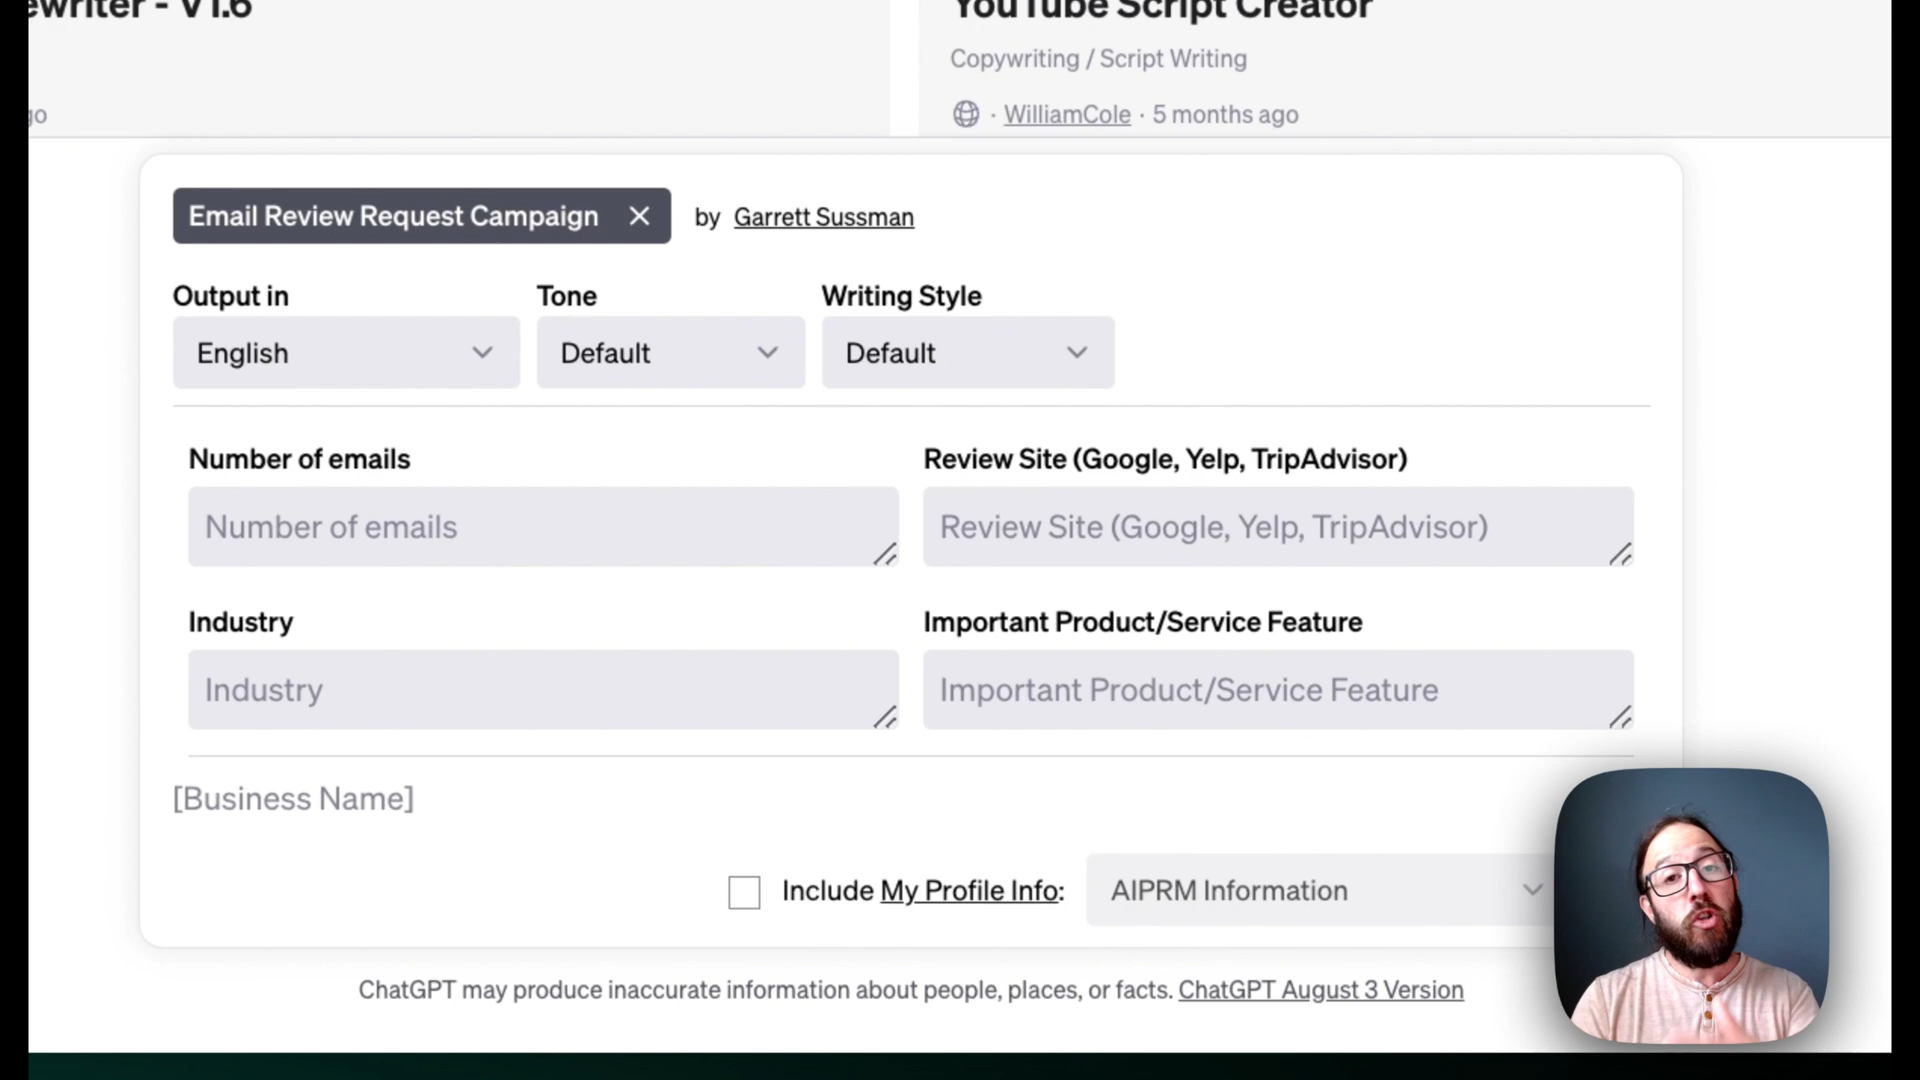 ewriter - V1.6
YouTube Script Creator
Copywriting / Script Writing
go
· WilliamCole · 5 months ago
Email Review Request Campaign
by Garrett Sussman
Output in
Tone
Writing Style
English
Default
Default
Number of emails
Review Site (Google, Yelp, TripAdvisor)
Number of emails
Review Site (Google, Yelp, TripAdvisor)
Industry
Important Product/Service Feature
Industry
Important Product/Service Feature
[Business Name]
Include My Profile Info:
AIPRM Information
ChatGPT may produce inaccurate information about people, places, or facts. ChatGPT August 3 Version